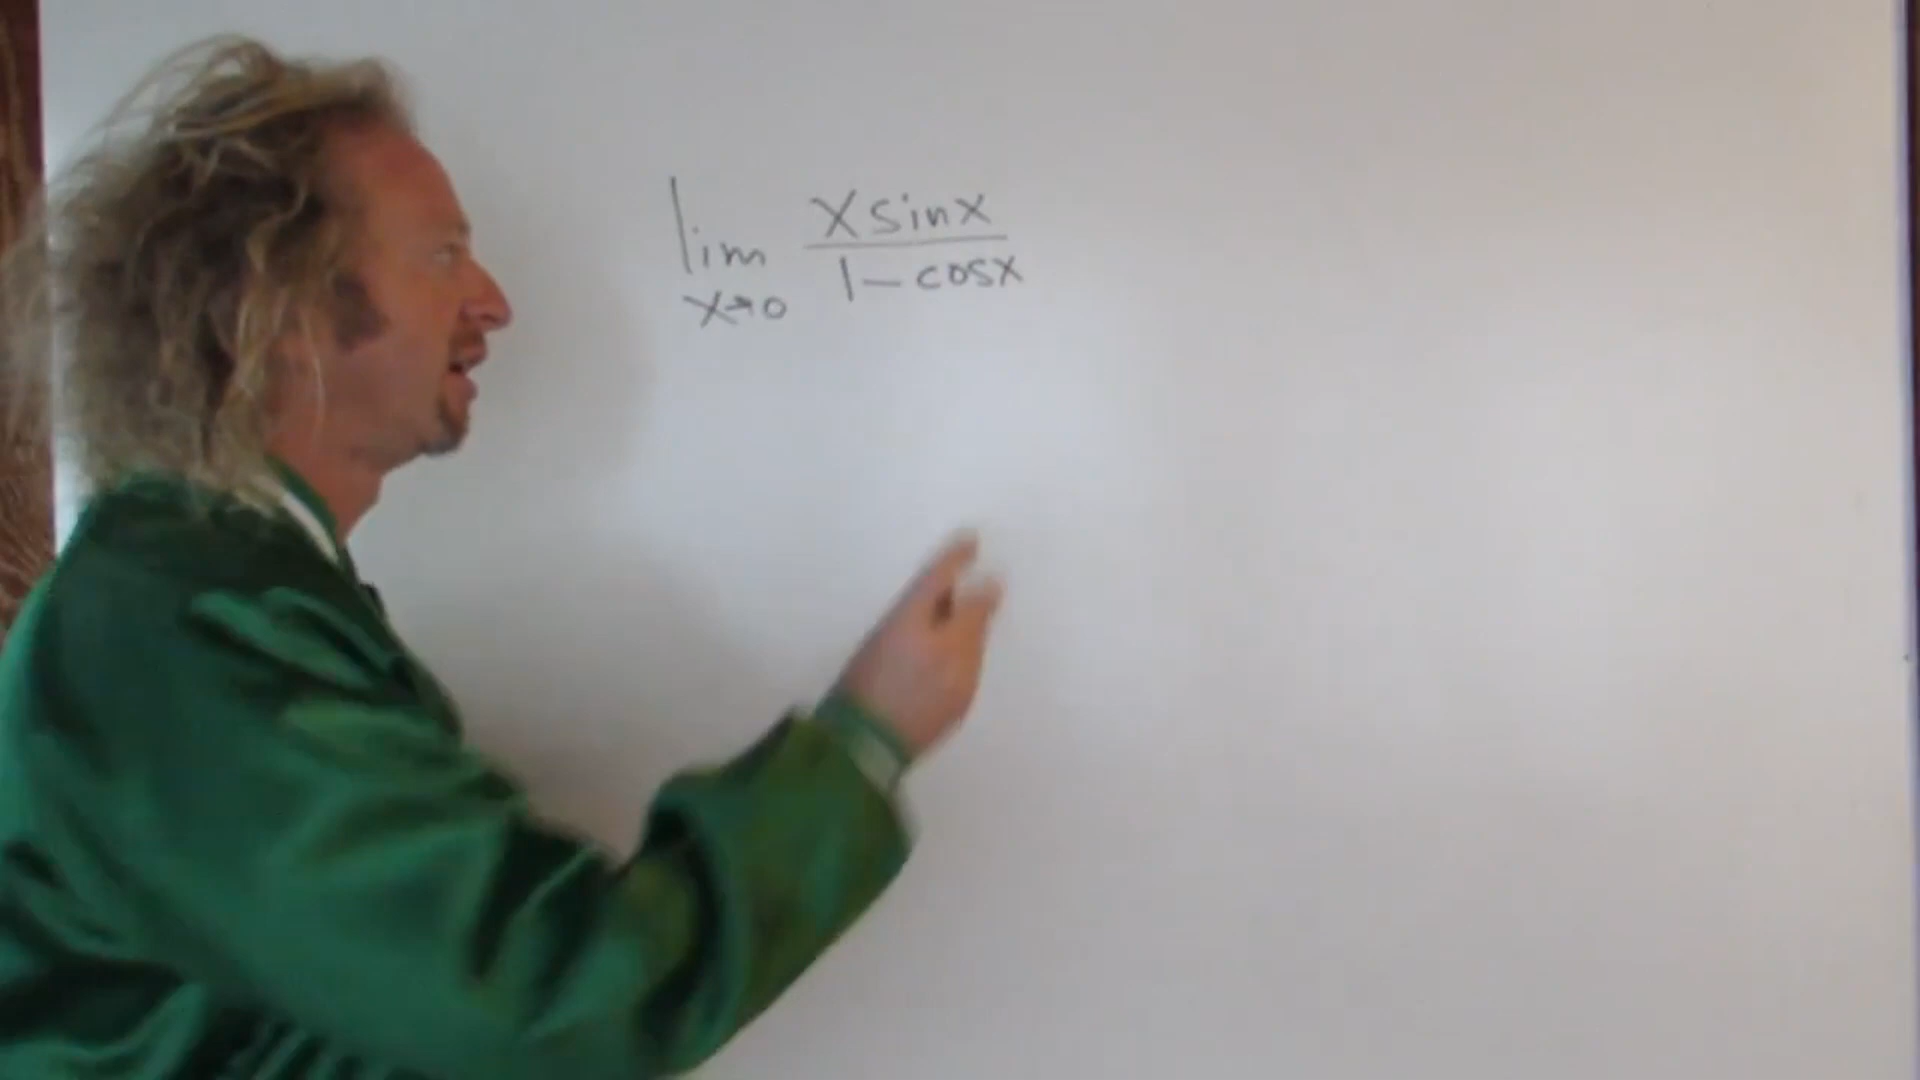 lim x sin x
x→0 1 - cos x